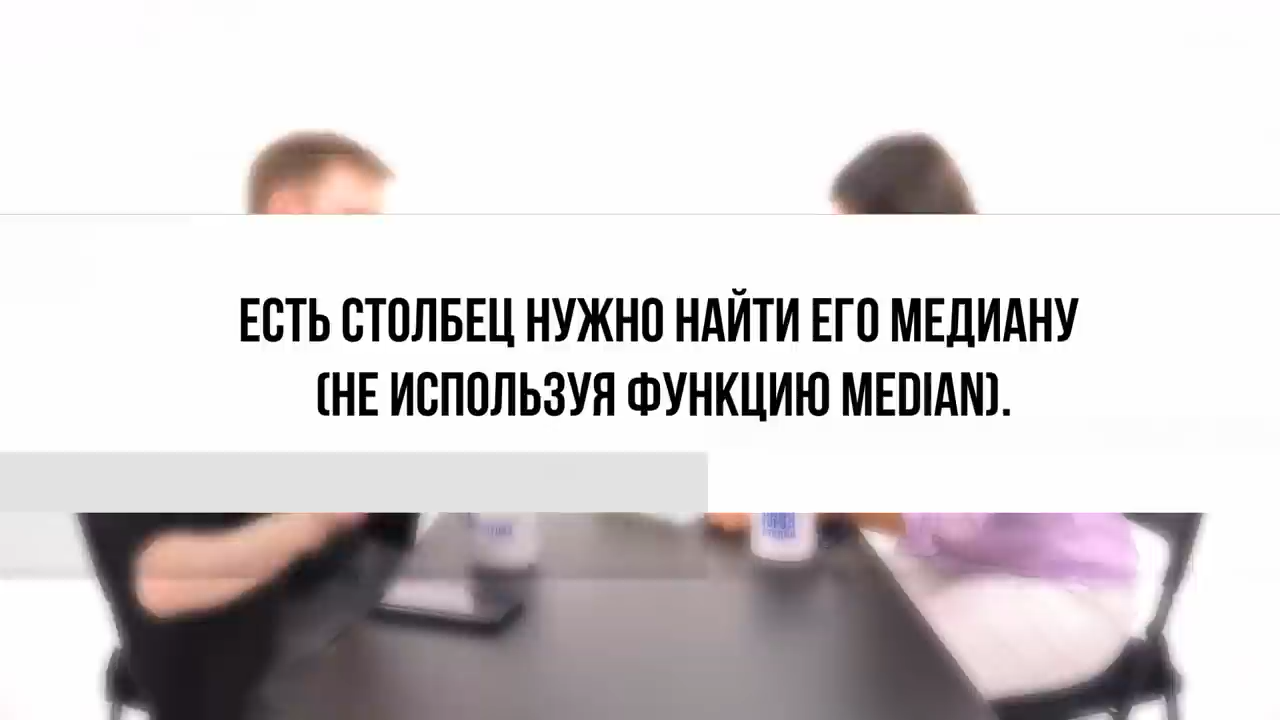 ЕСТЬ СТОЛБЕЦ НУЖНО НАЙТИ ЕГО МЕДИАНУ
(НЕ ИСПОЛЬЗУЯ ФУНКЦИЮ MEDIAN).